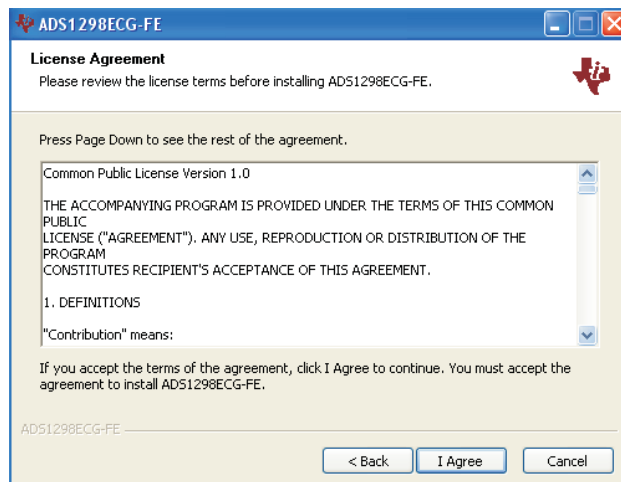 ADS1298ECG-FE
License Agreement
Please review the license terms before installing ADS1298ECG-FE.
Press Page Down to see the rest of the agreement.
Common Public License Version 1.0
THE ACCOMPANYING PROGRAM IS PROVIDED UNDER THE TERMS OF THIS COMMON
PUBLIC
LICENSE ("AGREEMENT"). ANY USE, REPRODUCTION OR DISTRIBUTION OF THE
PROGRAM
CONSTITUTES RECIPIENT'S ACCEPTANCE OF THIS AGREEMENT.
1. DEFINITIONS
"Contribution" means:
If you accept the terms of the agreement, click I Agree to continue. You must accept the
agreement to install ADS1298ECG-FE.
ADS1298ECG-FE
< Back I Agree Cancel